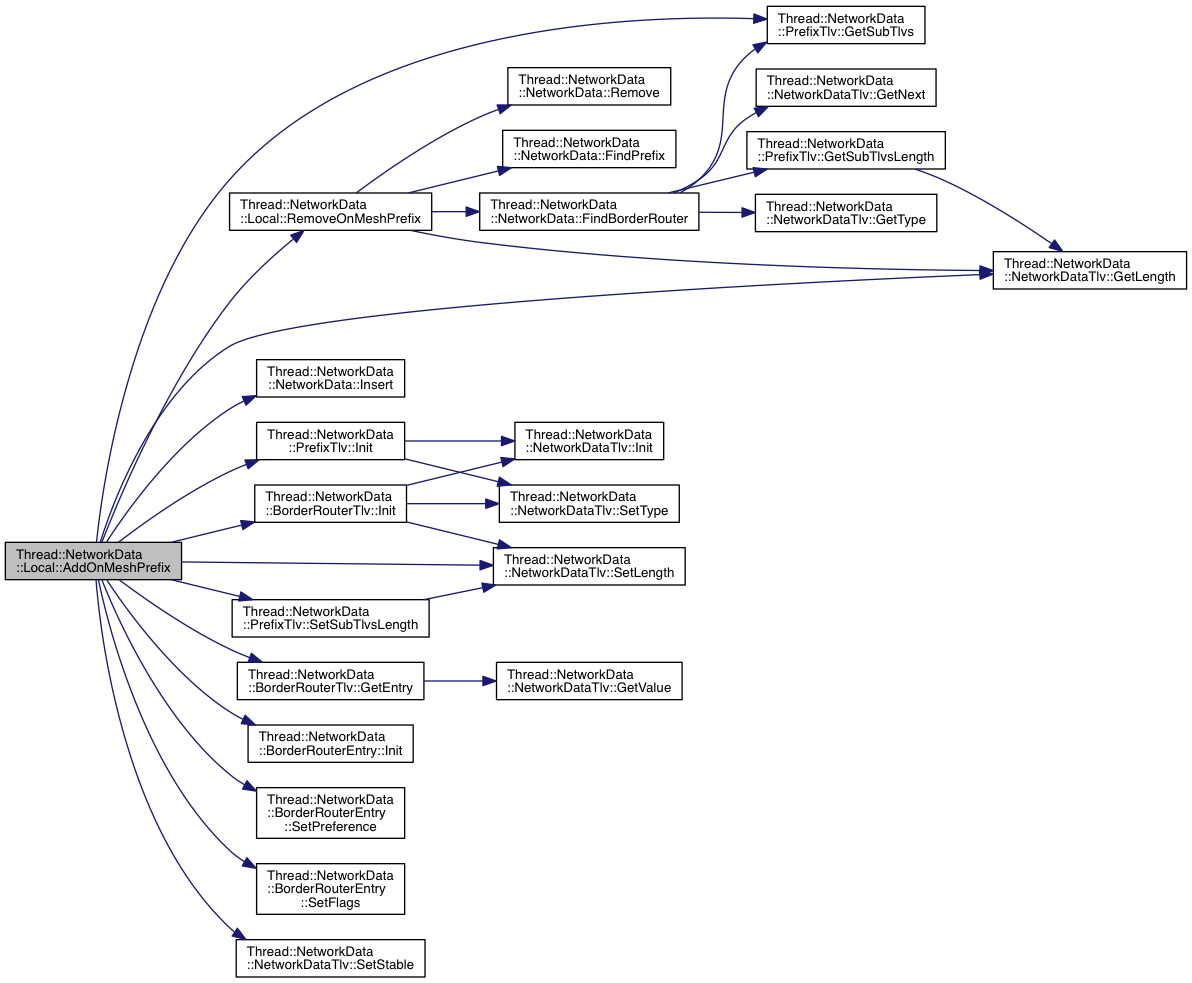 Thread::NetworkData
::PrefixTlv::GetSubTlvs
Thread::NetworkData
::NetworkData::Remove
Thread::NetworkData
::NetworkDataTlv::GetNext
Thread::NetworkData
::NetworkData::FindPrefix
Thread::NetworkData
::PrefixTlv::GetSubTlvsLength
Thread::NetworkData
::Local::RemoveOnMeshPrefix
Thread::NetworkData
::NetworkData::FindBorderRouter
Thread::NetworkData
::NetworkDataTlv::GetType
Thread::NetworkData
::NetworkDataTlv::GetLength
Thread::NetworkData
::NetworkData::Insert
Thread::NetworkData
::PrefixTlv::Init
Thread::NetworkData
::NetworkDataTlv::Init
Thread::NetworkData
::BorderRouterTlv::Init
Thread::NetworkData
::NetworkDataTlv::SetType
Thread::NetworkData
::Local::AddOnMeshPrefix
Thread::NetworkData
::NetworkDataTlv::SetLength
Thread::NetworkData
::PrefixTlv::SetSubTlvsLength
Thread::NetworkData
::BorderRouterTlv::GetEntry
Thread::NetworkData
::NetworkDataTlv::GetValue
Thread::NetworkData
::BorderRouterEntry::Init
Thread::NetworkData
::BorderRouterEntry
::SetPreference
Thread::NetworkData
::BorderRouterEntry
::SetFlags
Thread::NetworkData
::NetworkDataTlv::SetStable